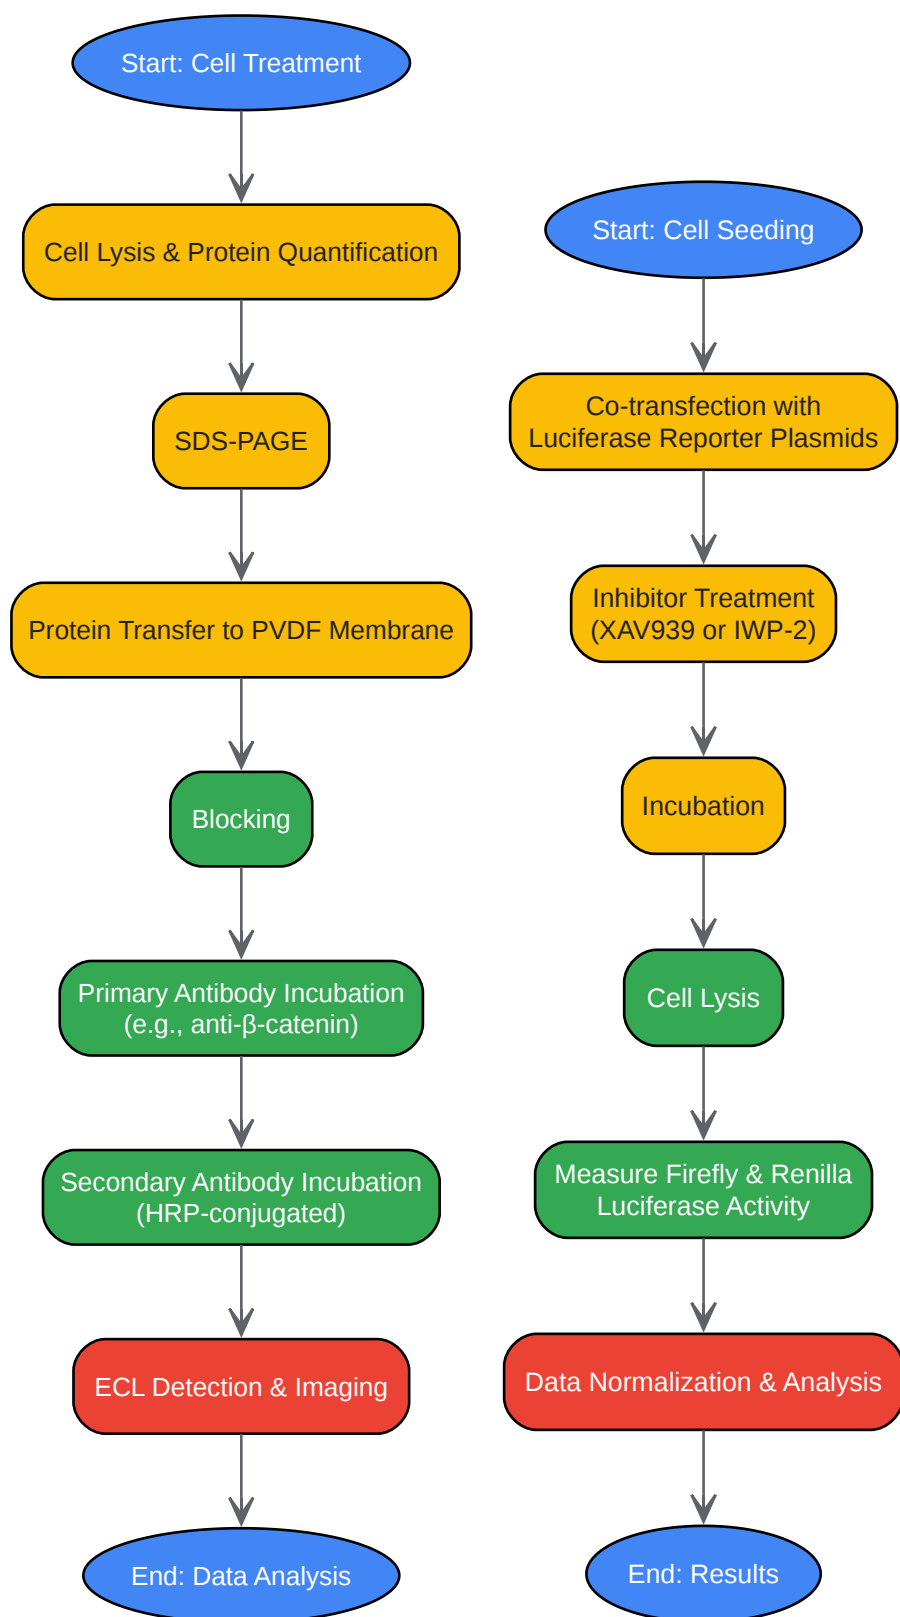 Start: Cell Treatment
Cell Lysis & Protein Quantification
SDS-PAGE
Protein Transfer to PVDF Membrane
Blocking
Primary Antibody Incubation
(e.g., anti-β-catenin)
Secondary Antibody Incubation
(HRP-conjugated)
ECL Detection & Imaging
End: Data Analysis
Start: Cell Seeding
Co-transfection with
Luciferase Reporter Plasmids
Inhibitor Treatment
(XAV939 or IWP-2)
Incubation
Cell Lysis
Measure Firefly & Renilla
Luciferase Activity
Data Normalization & Analysis
End: Results